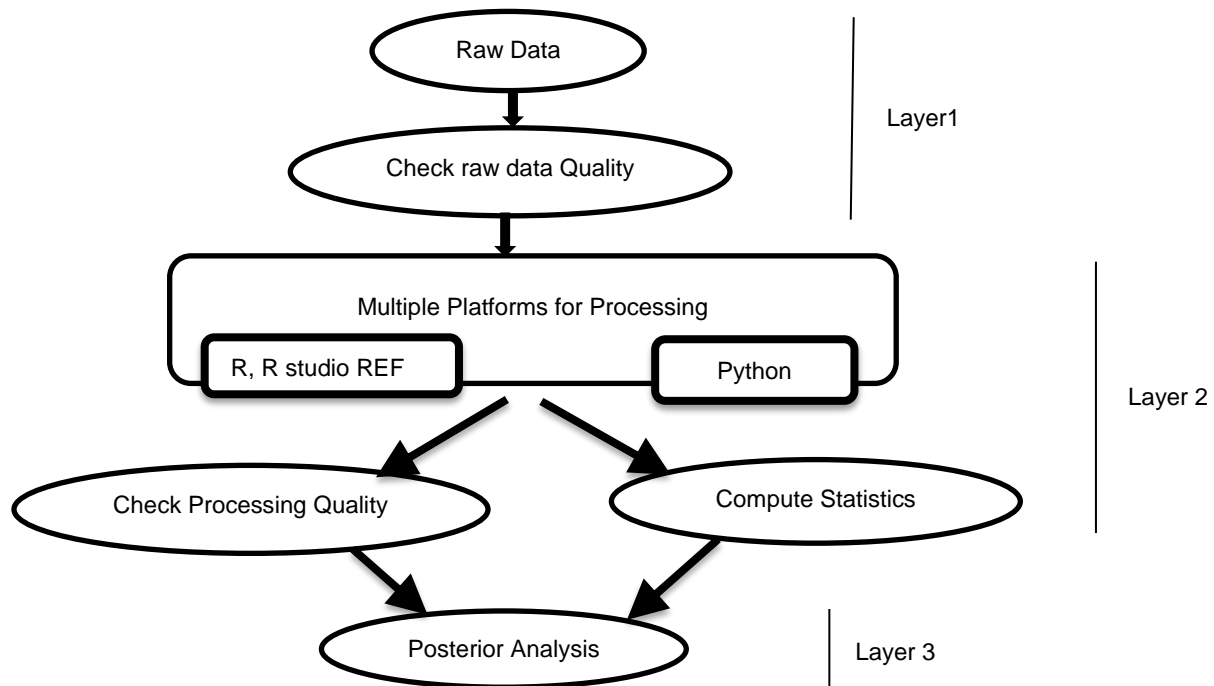 Raw Data
Layer1
Check raw data Quality
Multiple Platforms for Processing
R, R studio REF
Python
Layer 2
Check Processing Quality
Compute Statistics
Posterior Analysis
Layer 3